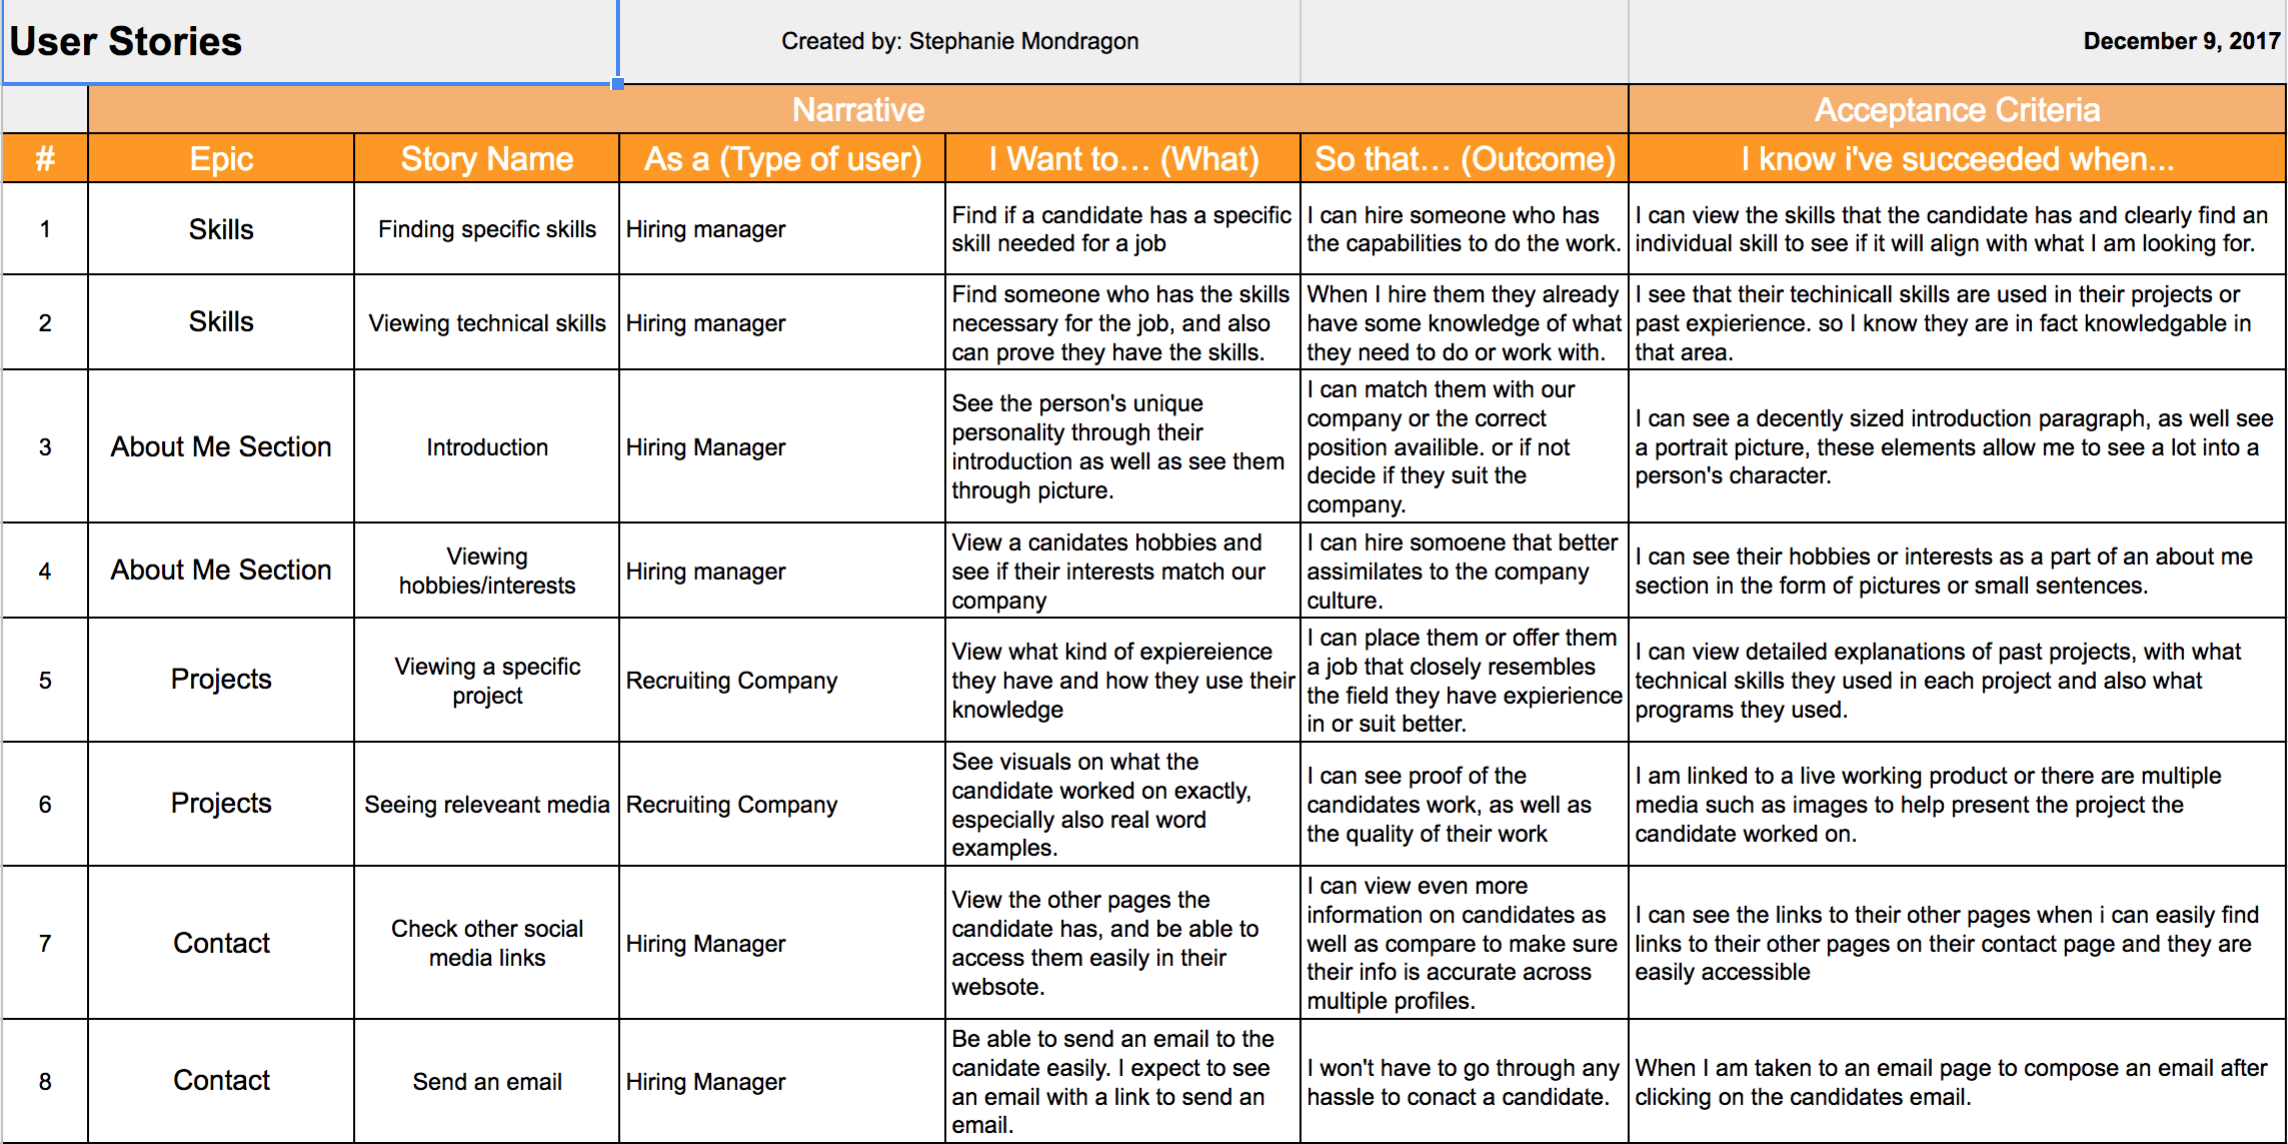 User Stories
Created by: Stephanie Mondragon
December 9, 2017
Narrative
Acceptance Criteria
#
Epic
Story Name
As a (Type of user)
I Want to... (What)
So that... (Outcome)
I know i've succeeded when...
1
Skills
Finding specific skills
Hiring manager
Find if a candidate has a specific
skill needed for a job
I can hire someone who has
the capabilities to do the work.
I can view the skills that the candidate has and clearly find an
individual skill to see if it will align with what I am looking for.
2
Skills
Viewing technical skills
Hiring manager
Find someone who has the skills
necessary for the job, and also
can prove they have the skills.
When I hire them they already
have some knowledge of what
they need to do or work with.
I see that their techinicall skills are used in their projects or
past expierience. so I know they are in fact knowledgable in
that area.
3
About Me Section
Introduction
Hiring Manager
See the person's unique
personality through their
introduction as well as see them
through picture.
I can match them with our
company or the correct
position availible. or if not
decide if they suit the
company.
I can see a decently sized introduction paragraph, as well see
a portrait picture, these elements allow me to see a lot into a
person's character.
4
About Me Section
Viewing
hobbies/interests
Hiring manager
View a canidates hobbies and
see if their interests match our
company
I can hire somoene that better
assimilates to the company
culture.
I can see their hobbies or interests as a part of an about me
section in the form of pictures or small sentences.
5
Projects
Viewing a specific
project
Recruiting Company
View what kind of expiereience
they have and how they use their
knowledge
I can place them or offer them
a job that closely resembles
the field they have expierience
in or suit better.
I can view detailed explanations of past projects, with what
technical skills they used in each project and also what
programs they used.
6
Projects
Seeing releveant media
Recruiting Company
See visuals on what the
candidate worked on exactly,
especially also real word
examples.
I can see proof of the
candidates work, as well as
the quality of their work
I am linked to a live working product or there are multiple
media such as images to help present the project the
candidate worked on.
7
Contact
Check other social
media links
Hiring Manager
View the other pages the
candidate has, and be able to
access them easily in their
websote.
I can view even more
information on candidates as
well as compare to make sure
their info is accurate across
multiple profiles.
I can see the links to their other pages when i can easily find
links to their other pages on their contact page and they are
easily accessible
8
Contact
Send an email
Hiring Manager
Be able to send an email to the
canidate easily. I expect to see
an email with a link to send an
email.
I won't have to go through any
hassle to conact a candidate.
When I am taken to an email page to compose an email after
clicking on the candidates email.